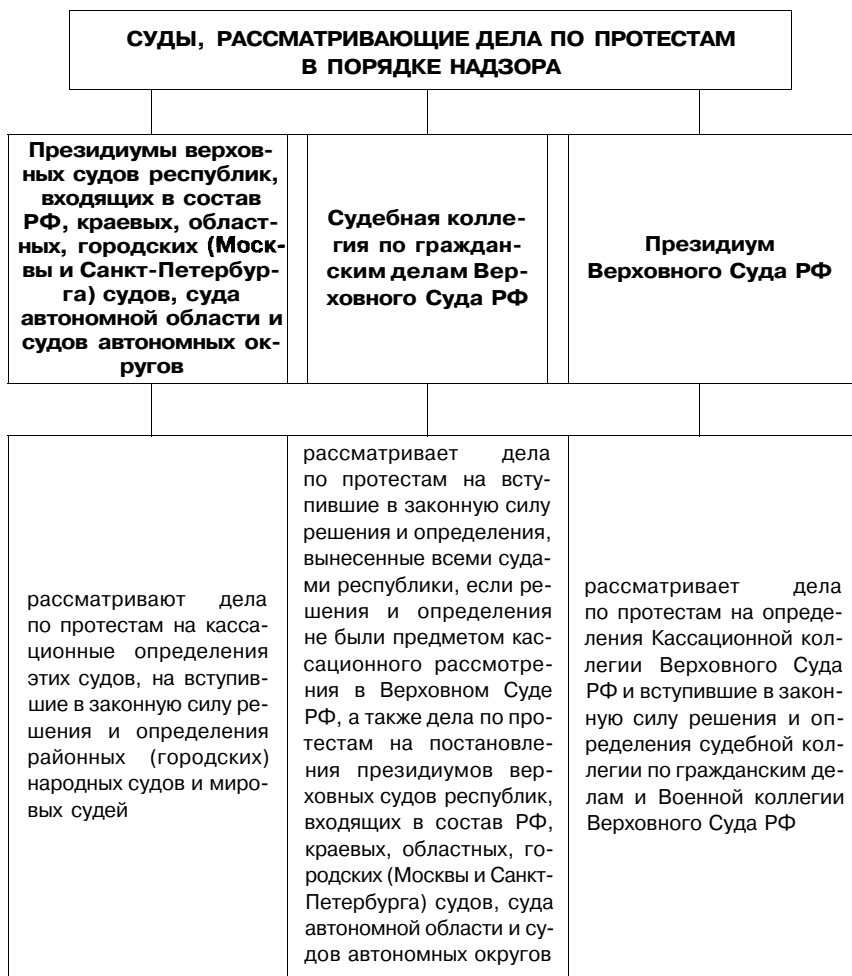 СУДЫ, РАССМАТРИВАЮЩИЕ ДЕЛА ПО ПРОТЕСТАМ
В ПОРЯДКЕ НАДЗОРА
Президиумы верхов-
ных судов республик,
входящих в состав
РФ, краевых, област-
ных, городских (Моск-
вы и Санкт-Петербур-
га) судов, суда
автономной области и
судов автономных ок-
ругов
Судебная колле-
гия по граждан-
ским делам Вер-
ховного Суда РФ
Президиум
Верховного Суда РФ
рассматривают дела
по протестам на касса-
ционные определения
этих судов, на вступив-
шие в законную силу ре-
шения и определения
районных (городских)
народных судов и миро-
вых судей
рассматривает дела
по протестам на всту-
пившие в законную силу
решения и определения,
вынесенные всеми суда-
ми республики, если ре-
шения и определения
не были предметом кас-
сационного рассмотре-
ния в Верховном Суде
РФ, а также дела по про-
тестам на постановле-
ния президиумов вер-
ховных судов республик,
входящих в состав РФ,
краевых, областных, го-
родских (Москвы и Санкт-
Петербурга) судов, суда
автономной области и су-
дов автономных округов
рассматривает дела
по протестам на опреде-
ления Кассационной кол-
легии Верховного Суда
РФ и вступившие в закон-
ную силу решения и оп-
ределения судебной кол-
легии по гражданским де-
лам и Военной коллегии
Верховного Суда РФ